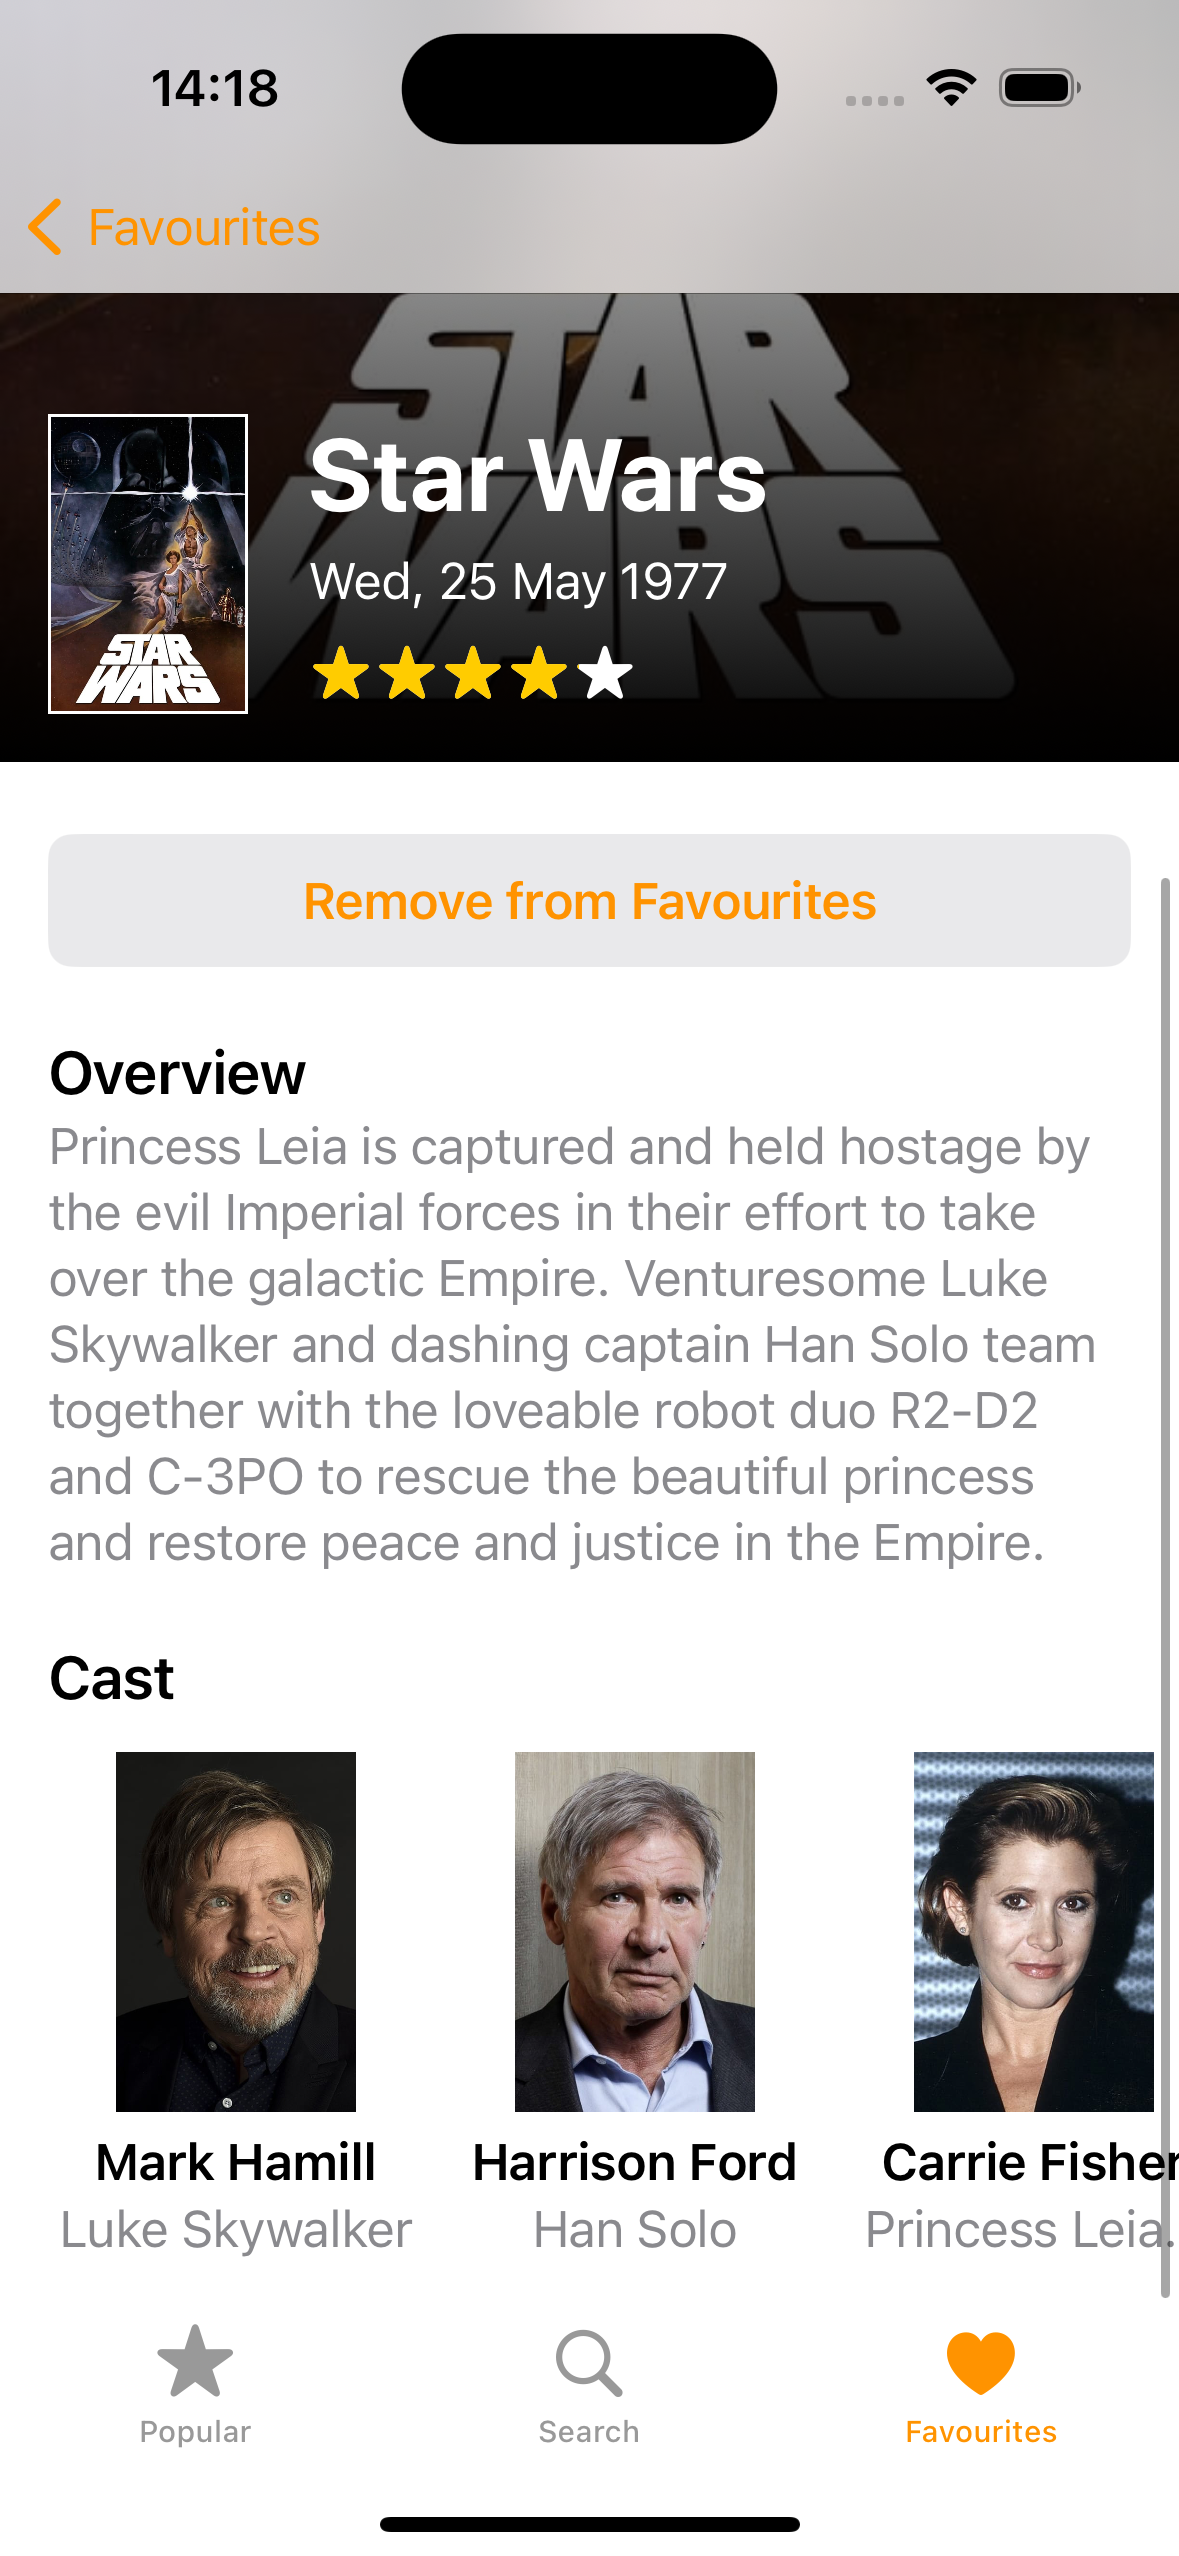 14:18
Favourites
STAR
WARS
Star Wars
Wed, 25 May 1977
STAR
WARS
Remove from Favourites
Overview
Princess Leia is captured and held hostage by
the evil Imperial forces in their effort to take
over the galactic Empire. Venturesome Luke
Skywalker and dashing captain Han Solo team
together with the loveable robot duo R2-D2
and C-3PO to rescue the beautiful princess
and restore peace and justice in the Empire.
Cast
Mark Hamill
Harrison Ford
Carrie Fisher
Luke Skywalker
Han Solo
Princess Leia.
Popular
Search
Favourites